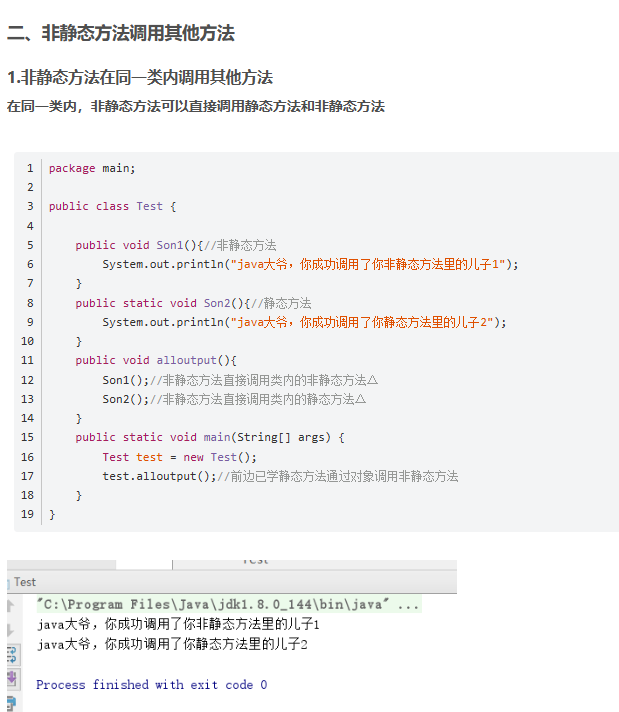 二、非静态方法调用其他方法
1.非静态方法在同一类内调用其他方法
在同一类内，非静态方法可以直接调用静态方法和非静态方法
1 package main;
2
3 public class Test {
4
5     public void Son1(){//非静态方法
6         System.out.println("java大爷，你成功调用了你非静态方法里的儿子1");
7     }
8     public static void Son2(){//静态方法
9         System.out.println("java大爷，你成功调用了你静态方法里的儿子2");
10     }
11     public void alloutput(){
12         Son1();//非静态方法直接调用类内的非静态方法△
13         Son2();//非静态方法直接调用类内的静态方法△
14     }
15     public static void main(String[] args) {
16         Test test = new Test();
17         test.alloutput();//前边已学静态方法通过对象调用非静态方法
18     }
19 }
Test
Test
"C:\Program Files\Java\jdk1.8.0_144\bin\java" ...
java大爷，你成功调用了你非静态方法里的儿子1
java大爷，你成功调用了你静态方法里的儿子2
Process finished with exit code 0